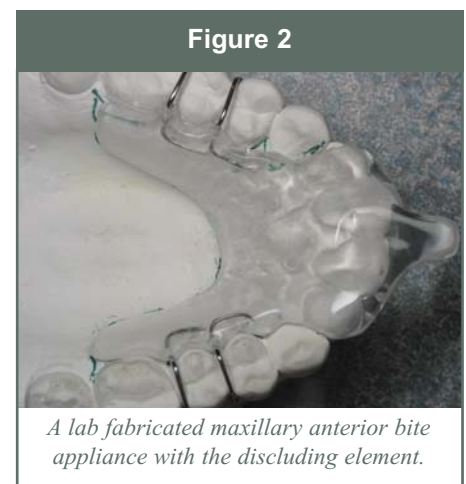 Figure 2
A lab fabricated maxillary anterior bite
appliance with the discluding element.